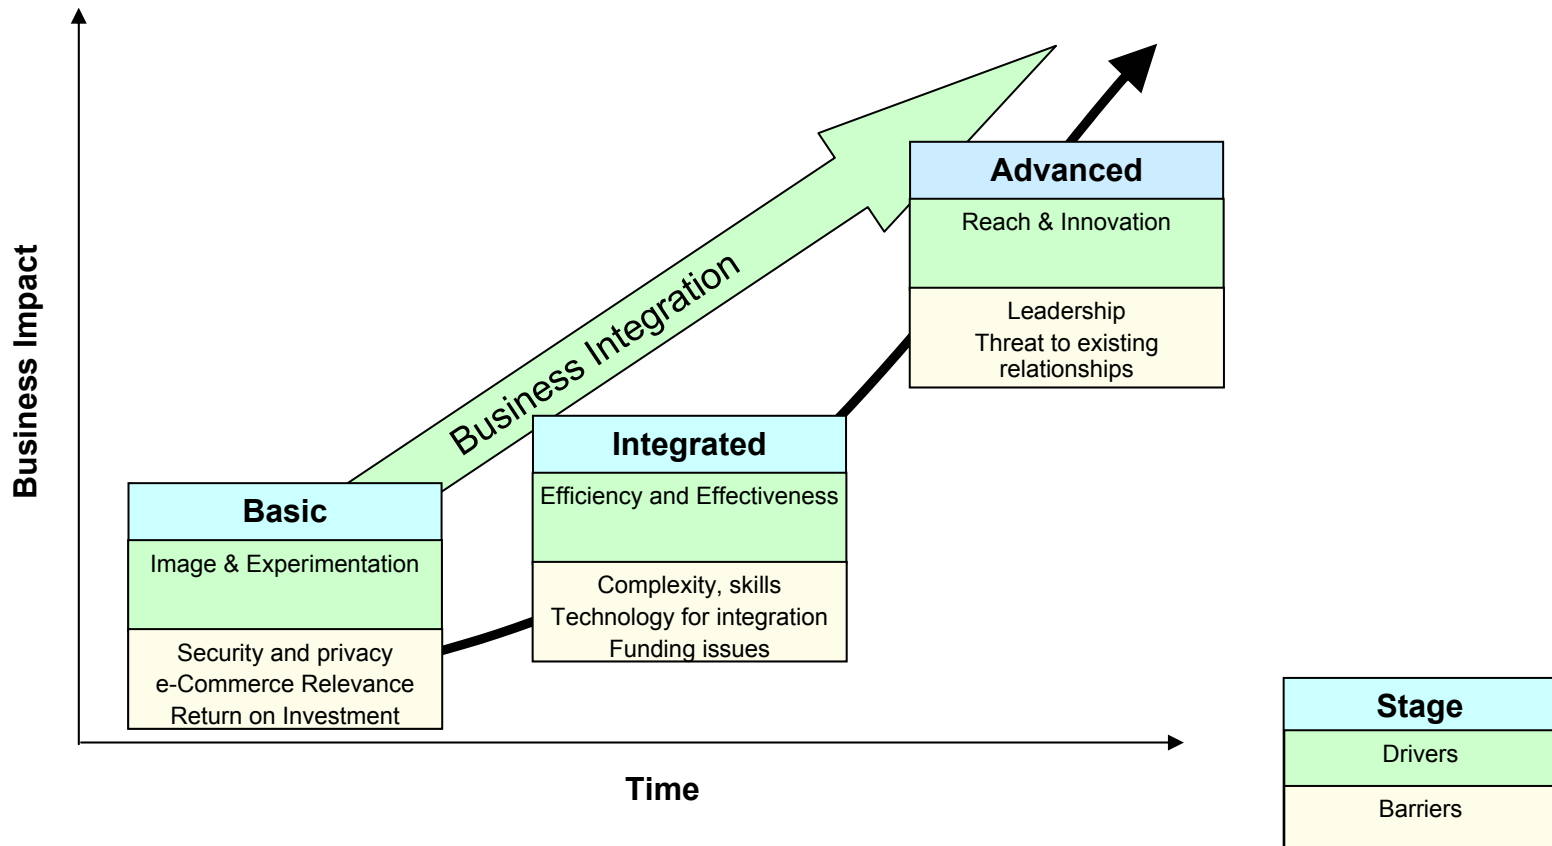 Business Impact
Business Integration
Advanced
Reach & Innovation
Leadership
Threat to existing
relationships
Integrated
Efficiency and Effectiveness
Complexity, skills
Technology for integration
Funding issues
Basic
Image & Experimentation
Security and privacy
e-Commerce Relevance
Return on Investment
Time
Stage
Drivers
Barriers